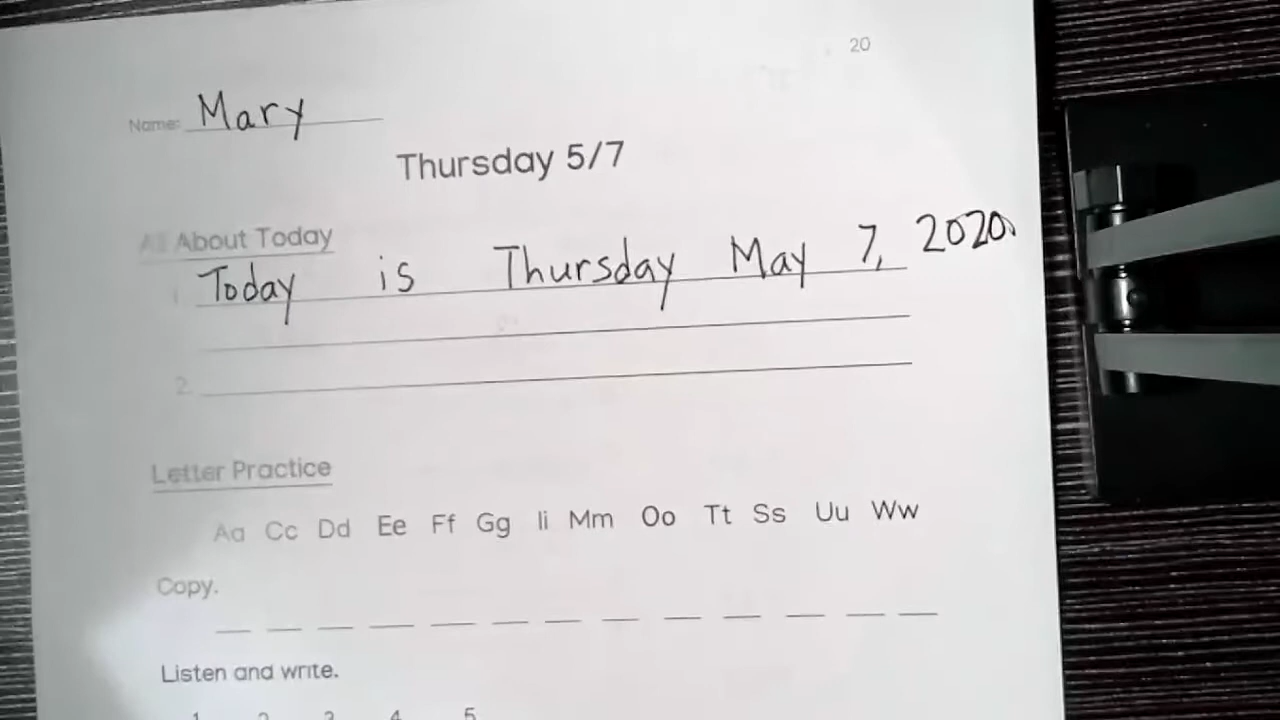 20
Name: Mary
Thursday 5/7
All About Today
1. Today is Thursday May 7, 2020.
2.
Letter Practice
Aa Cc Dd Ee Ff Gg Ii Mm Oo Tt Ss Uu Ww
Copy.
Listen and write.
1 2 3 4 5